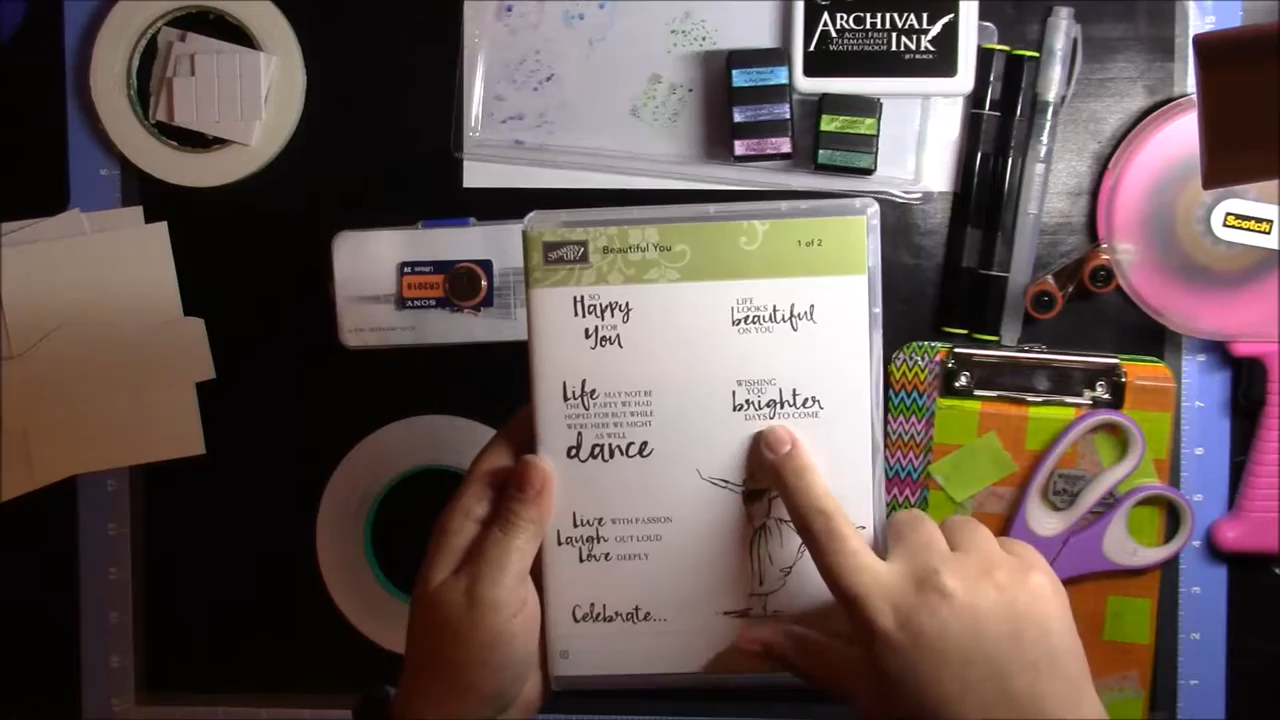 ARCHIVAL
ACID FREE
PERMANENT
WATERPROOF
INK
JET BLACK
15
Scotch
STAMPIN' UP!
Beautiful You
1 of 2
SO
Happy
FOR
You
LIFE
LOOKS
beautiful
ON YOU
Life MAY NOT BE
THE PARTY WE HAD
HOPED FOR BUT WHILE
WE'RE HERE WE MIGHT
AS WELL
dance
WISHING
YOU
brighter
DAYS TO COME
Live WITH PASSION
Laugh OUT LOUD
Love DEEPLY
Celebrate...
SONY
CR2016
Lithium 3V